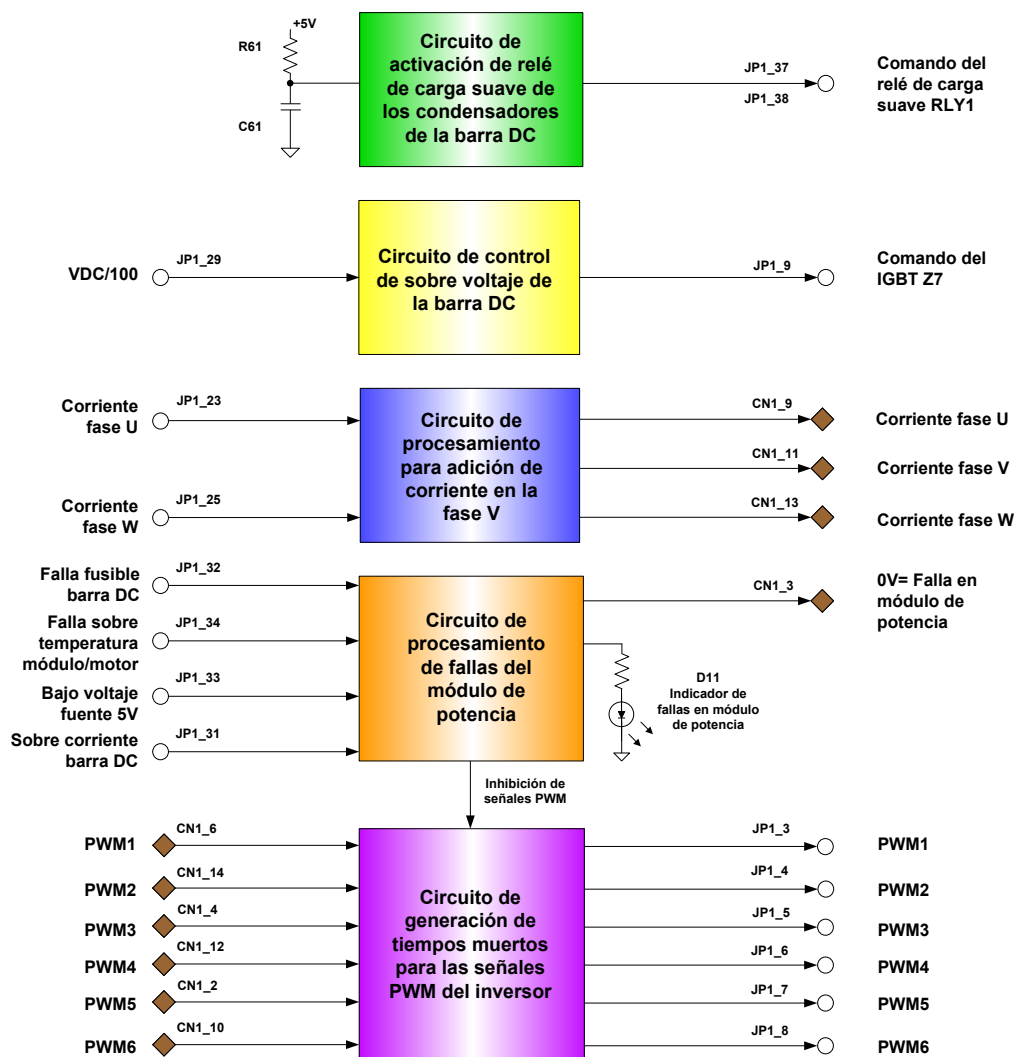 +5V
R61
C61
Circuito de
activación de relé
de carga suave de
los condensadores
de la barra DC
JP1_37
JP1_38
Comando del
relé de carga
suave RLY1
VDC/100
JP1_29
Circuito de control
de sobre voltaje de
la barra DC
JP1_9
Comando del
IGBT Z7
Corriente
fase U
JP1_23
Corriente
fase W
JP1_25
Circuito de
procesamiento
para adición de
corriente en la
fase V
CN1_9
Corriente fase U
CN1_11
Corriente fase V
CN1_13
Corriente fase W
Falla fusible
barra DC
JP1_32
Falla sobre
temperatura
módulo/motor
JP1_34
Bajo voltaje
fuente 5V
JP1_33
Sobre corriente
barra DC
JP1_31
Circuito de
procesamiento
de fallas del
módulo de
potencia
CN1_3
0V= Falla en
módulo de
potencia
D11
Indicador de
fallas en módulo
de potencia
Inhibición de
señales PWM
PWM1
CN1_6
PWM2
CN1_14
PWM3
CN1_4
PWM4
CN1_12
PWM5
CN1_2
PWM6
CN1_10
Circuito de
generación de
tiempos muertos
para las señales
PWM del inversor
JP1_3
PWM1
JP1_4
PWM2
JP1_5
PWM3
JP1_6
PWM4
JP1_7
PWM5
JP1_8
PWM6